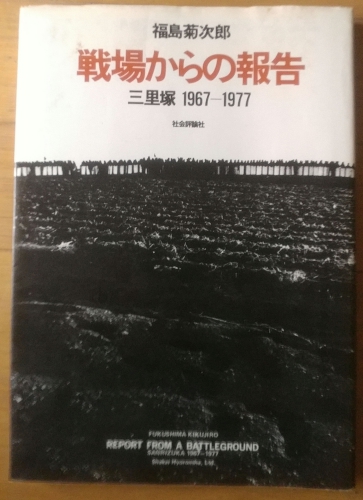 福島菊次郎
戦場からの報告
三里塚 1967—1977
社会評論社
FUKUSHIMA KIKUJIRO
REPORT FROM A BATTLEGROUND
SANRIZUKA 1967—1977
Shakai Hyoronsha, Ltd.